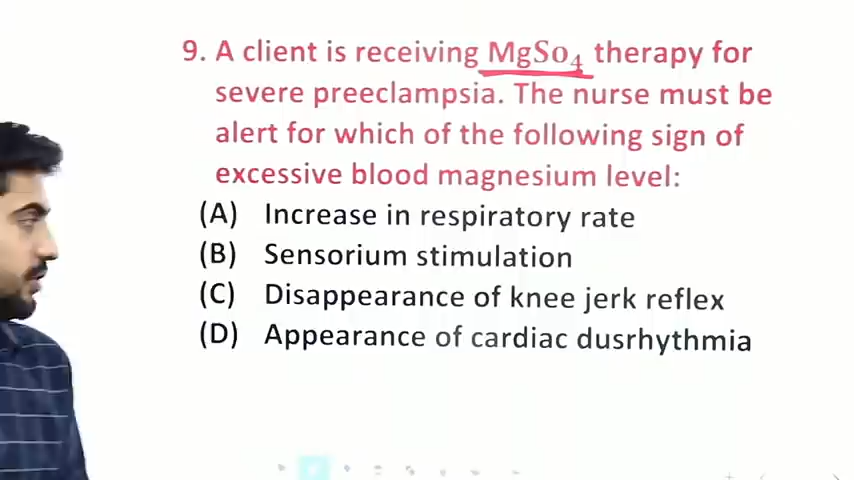 9. A client is receiving MgSo₄ therapy for
severe preeclampsia. The nurse must be
alert for which of the following sign of
excessive blood magnesium level:
(A) Increase in respiratory rate
(B) Sensorium stimulation
(C) Disappearance of knee jerk reflex
(D) Appearance of cardiac dusrhythmia